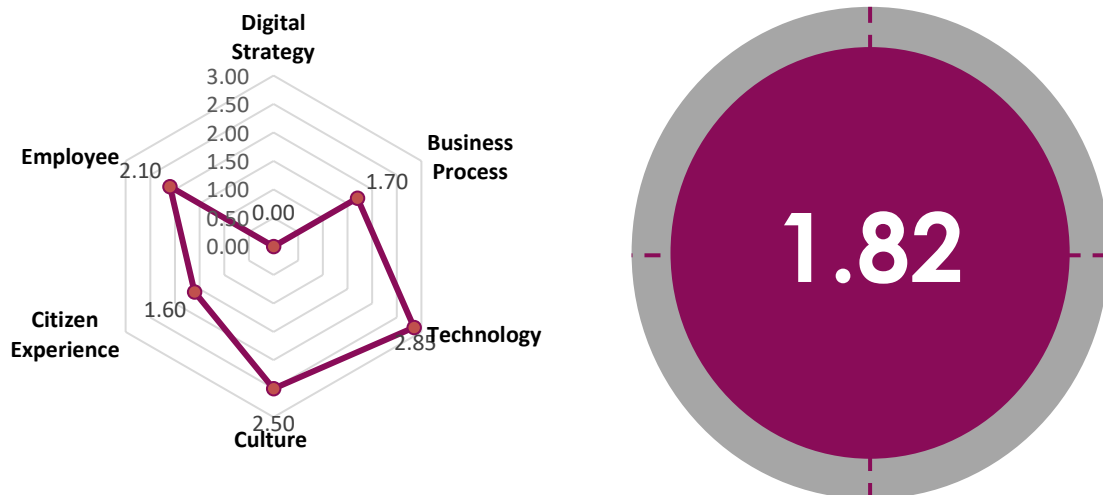 Digital
Strategy
3.00
2.50
2.00
1.50
1.00
0.50
0.00
0.00
Business
Process
1.70
Employee
2.10
Technology
2.85
Citizen
Experience
1.60
2.50
Culture
1.82